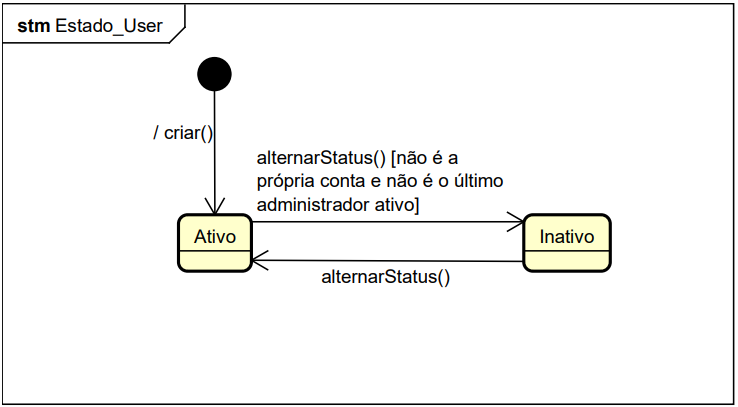 stm Estado_User
/ criar()
alternarStatus() [não é a
própria conta e não é o último
administrador ativo]
Ativo
Inativo
alternarStatus()